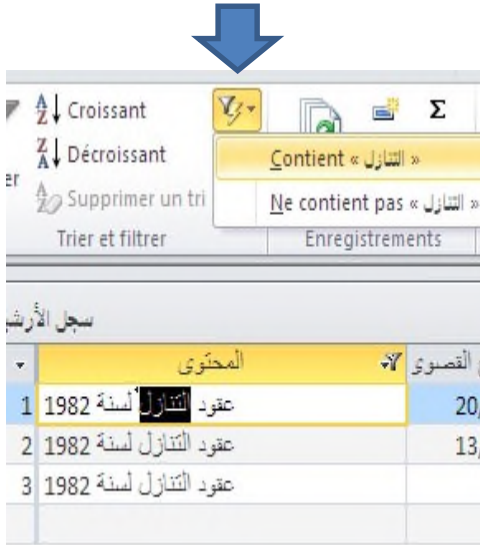 Croissant
Décroissant
Supprimer un tri
Trier et filtrer
Σ
Contient « التنازل »
Ne contient pas « التنازل »
Enregistrements
سجل
المحتوى
القصوى
1 عقود التنازل لسنة 1982 20,
2 عقود التنازل لسنة 1982 13,
3 عقود التنازل لسنة 1982